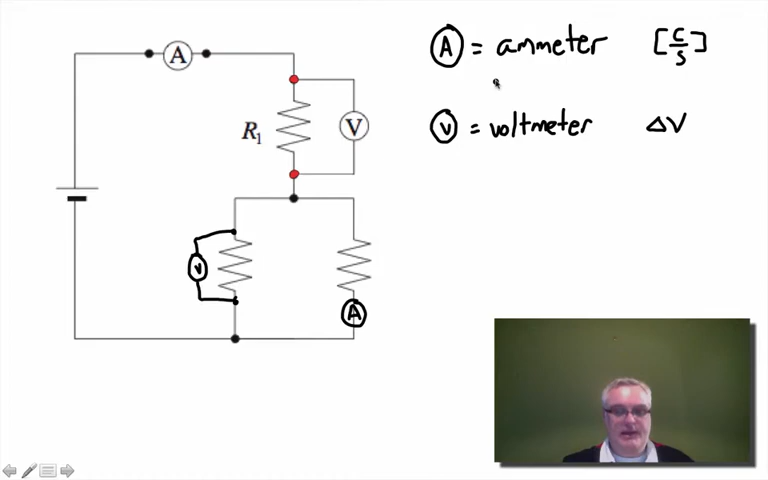 A
Ⓐ = ammeter [C/s]
R₁
V
Ⓥ = voltmeter ΔV
V
A